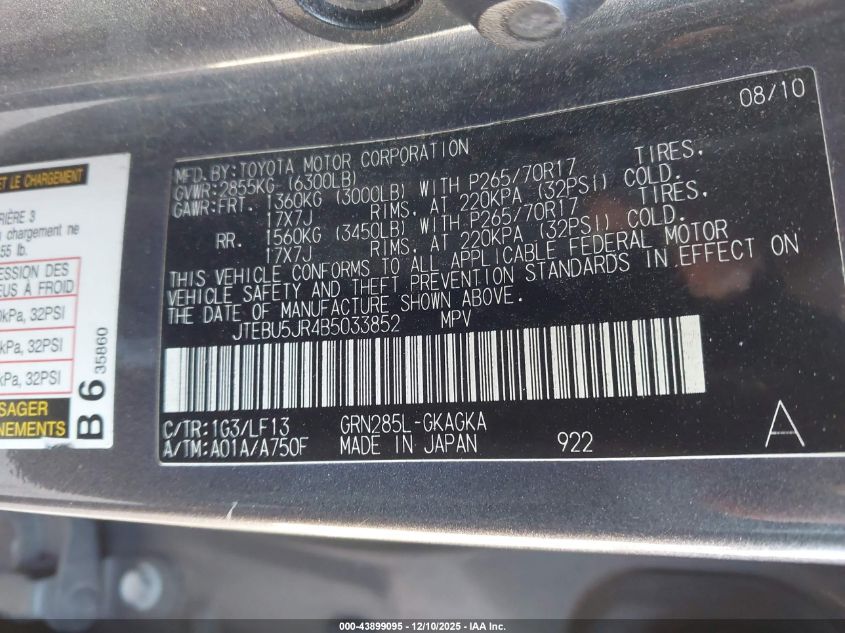 ET LE CHARGEMENT
RIÈRE 3
u chargement ne
55 lb.
ESSION DES
EUS À FROID
0kPa, 32PSI
kPa, 32PSI
kPa, 32PSI
SAGER
NEMENTS
B 6 35860
08/10
MFD. BY:TOYOTA MOTOR CORPORATION
GVWR:2855KG (6300LB)
GAWR:FRT. 1360KG (3000LB) WITH P265/70R17 TIRES,
17X7J RIMS, AT 220KPA (32PSI) COLD.
RR. 1560KG (3450LB) WITH P265/70R17 TIRES,
17X7J RIMS, AT 220KPA (32PSI) COLD.
THIS VEHICLE CONFORMS TO ALL APPLICABLE FEDERAL MOTOR
VEHICLE SAFETY AND THEFT PREVENTION STANDARDS IN EFFECT ON
THE DATE OF MANUFACTURE SHOWN ABOVE.
JTEBU5JR4B5033852 MPV
C/TR:1G3/LF13 GRN285L-GKAGKA
A/TM:A01A/A750F MADE IN JAPAN 922 A
000-43899095 - 12/10/2025 - IAA Inc.